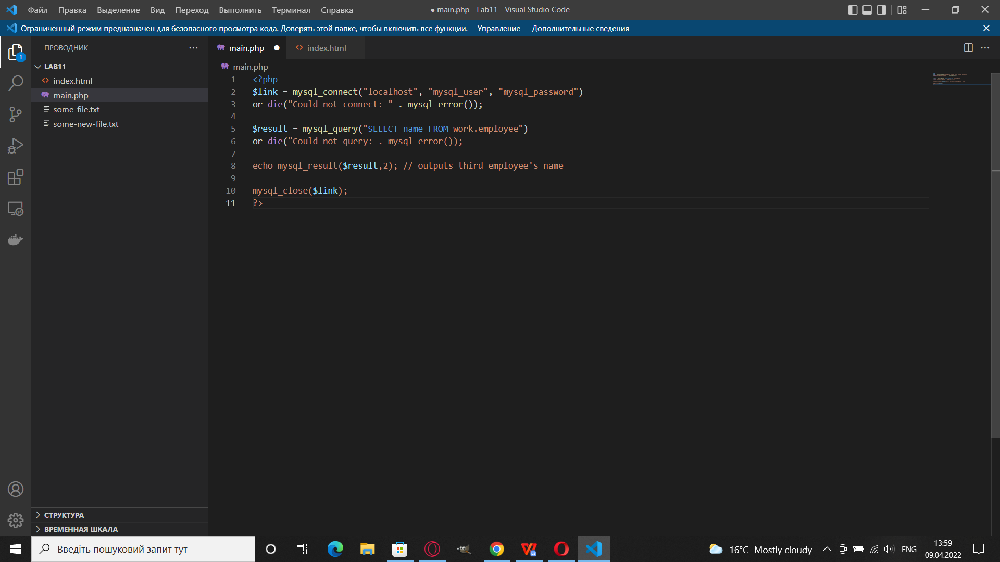 Файл Правка Выделение Вид Переход Выполнить Терминал Справка
● main.php - Lab11 - Visual Studio Code
Ограниченный режим предназначен для безопасного просмотра кода. Доверять этой папке, чтобы включить все функции. Управление Дополнительные сведения
1
ПРОВОДНИК
LAB11
index.html
main.php
some-file.txt
some-new-file.txt
СТРУКТУРА
ВРЕМЕННАЯ ШКАЛА
main.php index.html
main.php
1 <?php
2 $link = mysql_connect("localhost", "mysql_user", "mysql_password")
3 or die("Could not connect: " . mysql_error());
4
5 $result = mysql_query("SELECT name FROM work.employee")
6 or die("Could not query: . mysql_error());
7
8 echo mysql_result($result,2); // outputs third employee's name
9
10 mysql_close($link);
11 ?>
Введіть пошуковий запит тут
16°C Mostly cloudy
ENG
13:59
09.04.2022